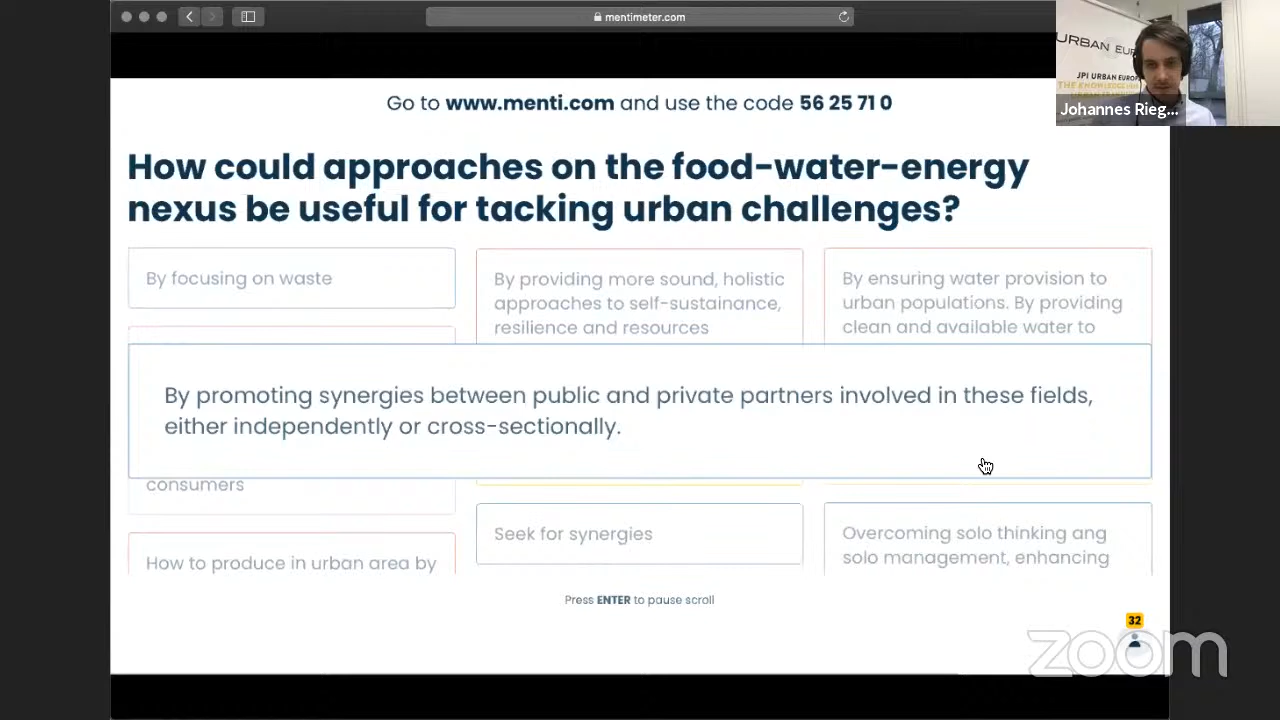 mentimeter.com
Go to www.menti.com and use the code 56 25 71 0
How could approaches on the food-water-energy
nexus be useful for tacking urban challenges?
By focusing on waste
By providing more sound, holistic
approaches to self-sustainance,
resilience and resources
By ensuring water provision to
urban populations. By providing
clean and available water to
By promoting synergies between public and private partners involved in these fields,
either independently or cross-sectionally.
consumers
How to produce in urban area by
Seek for synergies
Overcoming solo thinking ang
solo management, enhancing
Press ENTER to pause scroll
32
zoom
URBAN EUR
JPI URBAN EUROP
Johannes Rieg...